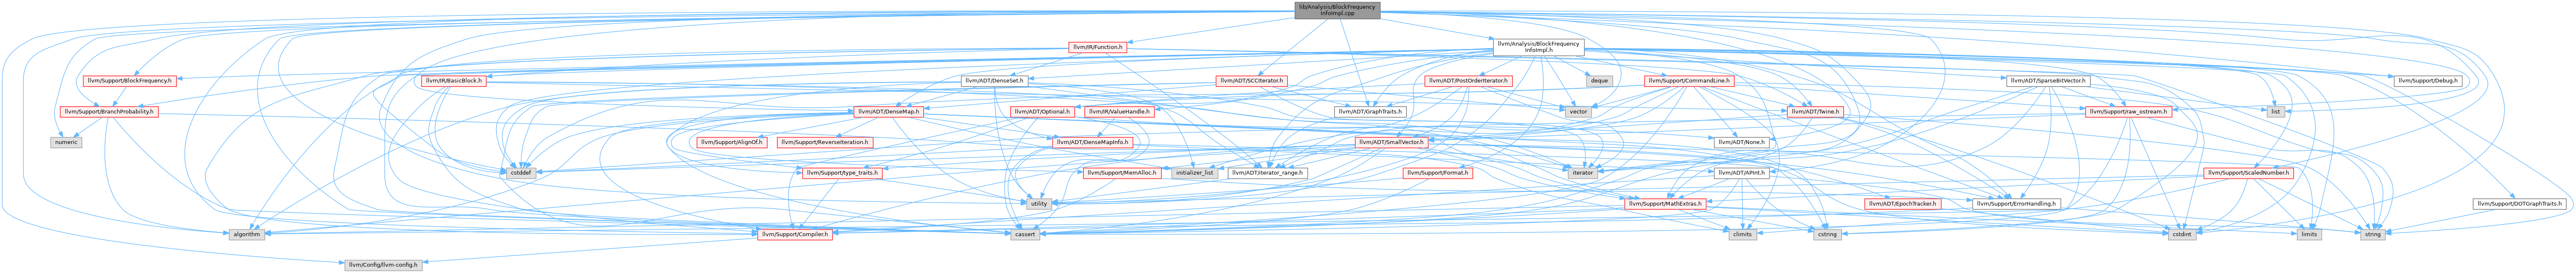 lib/Analysis/BlockFrequency
InfoImpl.cpp
llvm/IR/Function.h
llvm/Analysis/BlockFrequency
InfoImpl.h
llvm/Support/BlockFrequency.h
llvm/IR/BasicBlock.h
llvm/ADT/DenseSet.h
llvm/ADT/SCCIterator.h
llvm/ADT/PostOrderIterator.h
deque
llvm/Support/CommandLine.h
llvm/ADT/SparseBitVector.h
llvm/Support/Debug.h
llvm/Support/BranchProbability.h
llvm/ADT/DenseMap.h
llvm/ADT/Optional.h
llvm/IR/ValueHandle.h
llvm/ADT/GraphTraits.h
vector
llvm/ADT/Twine.h
llvm/Support/raw_ostream.h
list
numeric
llvm/Support/AlignOf.h
llvm/Support/ReverseIteration.h
llvm/ADT/DenseMapInfo.h
llvm/ADT/SmallVector.h
llvm/ADT/None.h
cstddef
llvm/Support/type_traits.h
llvm/Support/MemAlloc.h
initializer_list
llvm/ADT/iterator_range.h
llvm/Support/Format.h
iterator
llvm/ADT/APInt.h
llvm/Support/ScaledNumber.h
utility
llvm/Support/MathExtras.h
llvm/ADT/EpochTracker.h
llvm/Support/ErrorHandling.h
llvm/Support/DOTGraphTraits.h
algorithm
llvm/Support/Compiler.h
cassert
climits
cstring
cstdint
limits
string
llvm/Config/llvm-config.h